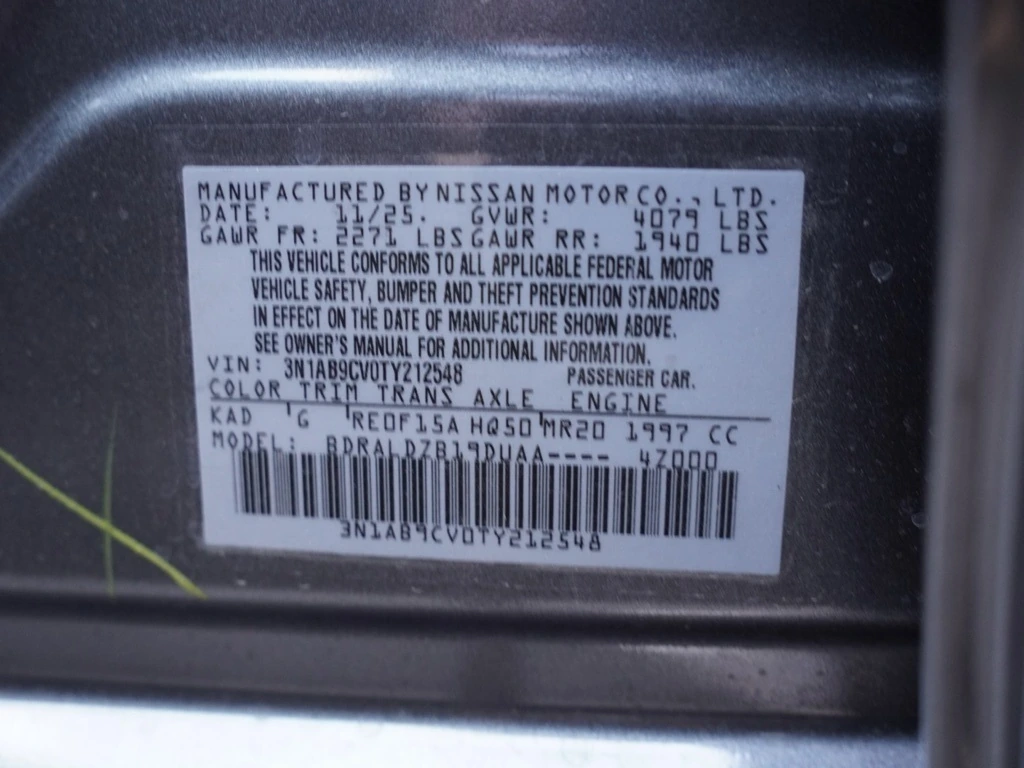 MANUFACTURED BY NISSAN MOTOR CO., LTD.
DATE: 11/25. GVWR: 4079 LBS
GAWR FR: 2271 LBS GAWR RR: 1940 LBS
THIS VEHICLE CONFORMS TO ALL APPLICABLE FEDERAL MOTOR
VEHICLE SAFETY, BUMPER AND THEFT PREVENTION STANDARDS
IN EFFECT ON THE DATE OF MANUFACTURE SHOWN ABOVE.
SEE OWNER'S MANUAL FOR ADDITIONAL INFORMATION.
VIN: 3N1AB9CV0TY212548 PASSENGER CAR.
COLOR TRIM TRANS AXLE ENGINE
KAD G RE0F15A HQ50 MR20 1997 CC
MODEL: BDRALDZB19DUAA---- 4Z000
3N1AB9CV0TY212548